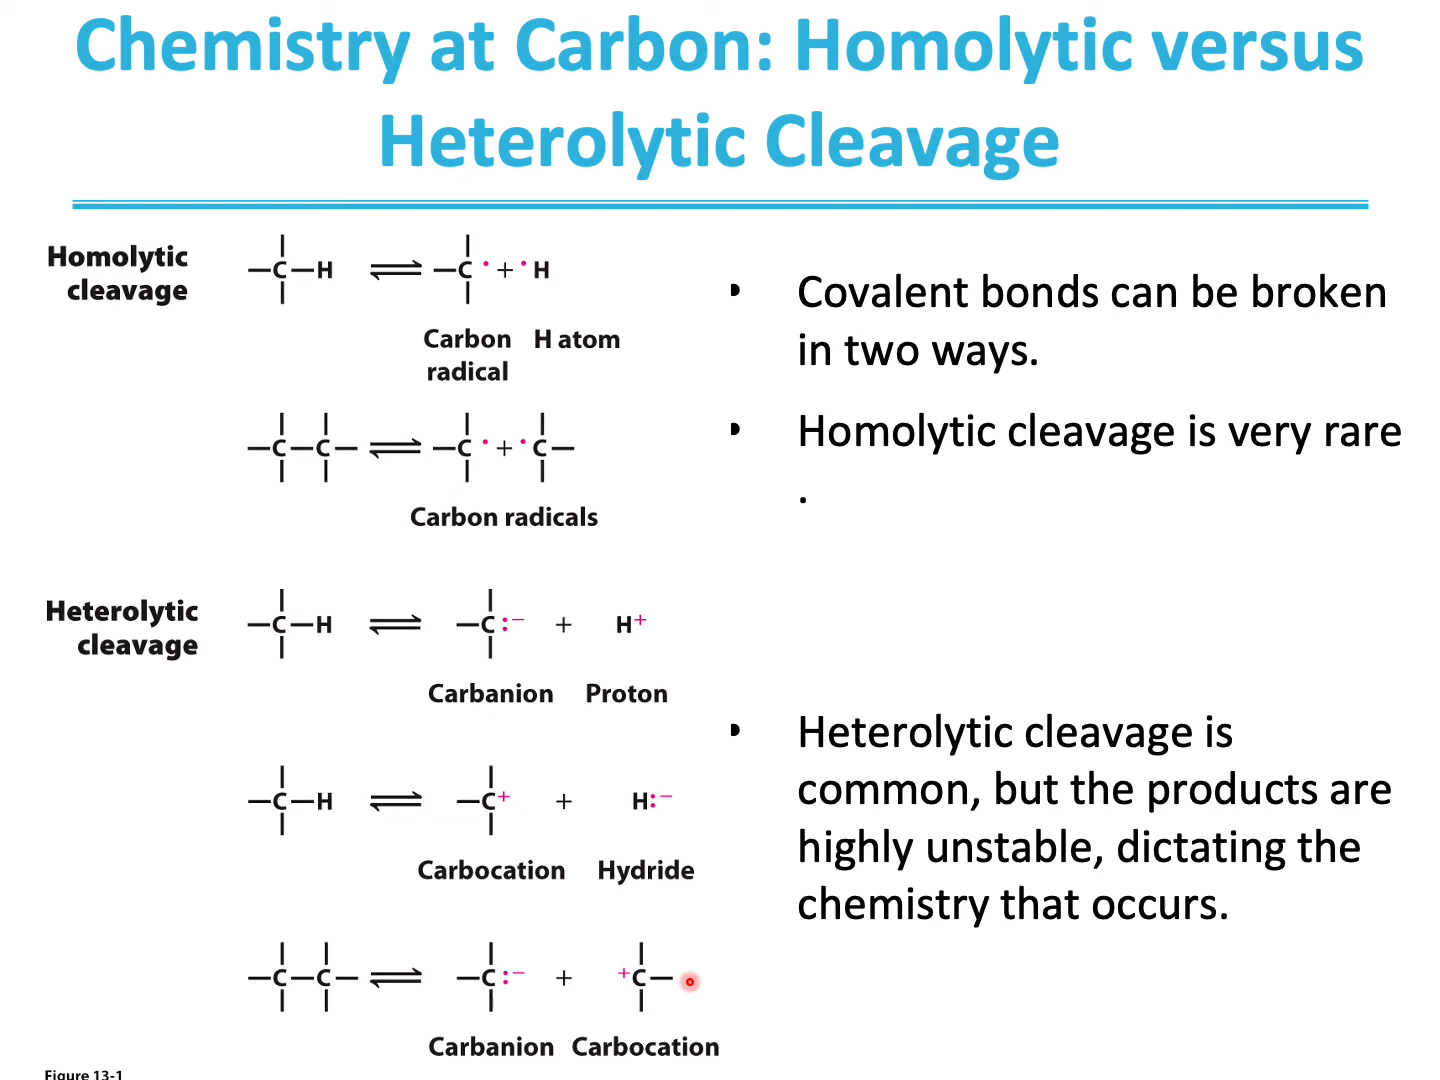 Chemistry at Carbon: Homolytic versus
Heterolytic Cleavage
Homolytic
cleavage
—C—H ⇌ —C· + ·H
Carbon radical H atom
—C—C— ⇌ —C· + ·C—
Carbon radicals
Heterolytic
cleavage
—C—H ⇌ —C:⁻ + H⁺
Carbanion Proton
—C—H ⇌ —C⁺ + H:⁻
Carbocation Hydride
—C—C— ⇌ —C:⁻ + ⁺C—
Carbanion Carbocation
Figure 13-1
• Covalent bonds can be broken
in two ways.
• Homolytic cleavage is very rare
.
• Heterolytic cleavage is
common, but the products are
highly unstable, dictating the
chemistry that occurs.